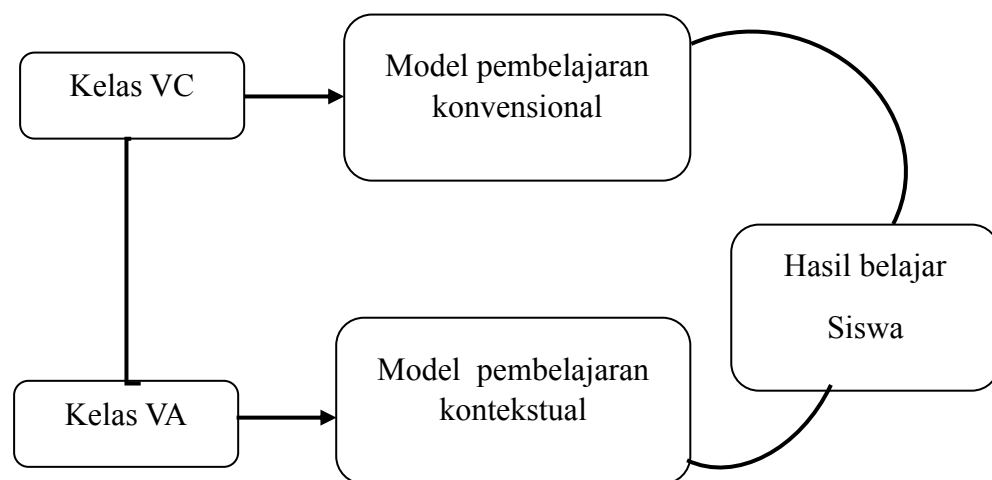 Kelas VC
Model pembelajaran
konvensional
Hasil belajar
Siswa
Model pembelajaran
kontekstual
Kelas VA